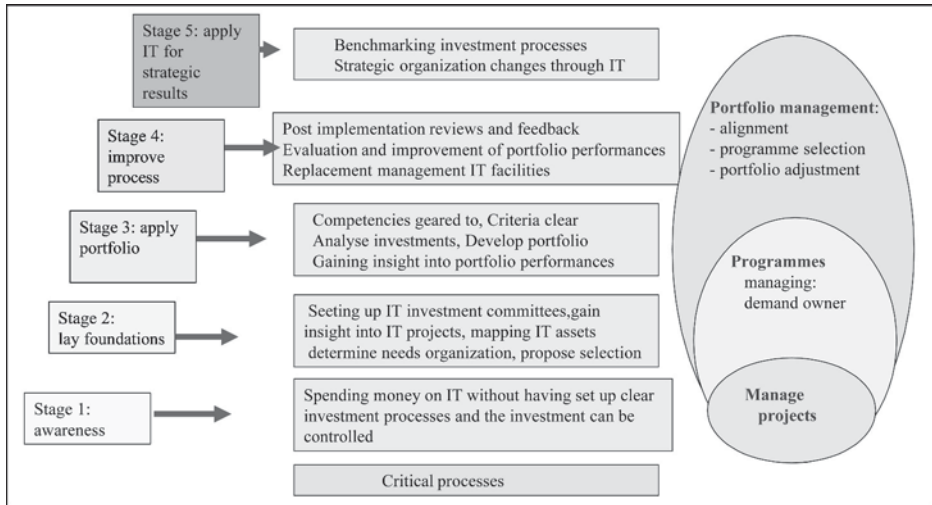 Stage 5: apply
IT for
strategic
results
Benchmarking investment processes
Strategic organization changes through IT
Stage 4:
improve
process
Post implementation reviews and feedback
Evaluation and improvement of portfolio performances
Replacement management IT facilities
Stage 3: apply
portfolio
Competencies geared to, Criteria clear
Analyse investments, Develop portfolio
Gaining insight into portfolio performances
Stage 2:
lay foundations
Seeting up IT investment committees,gain
insight into IT projects, mapping IT assets
determine needs organization, propose selection
Stage 1:
awareness
Spending money on IT without having set up clear
investment processes and the investment can be
controlled
Critical processes
Portfolio management:
- alignment
- programme selection
- portfolio adjustment
Programmes
managing:
demand owner
Manage
projects